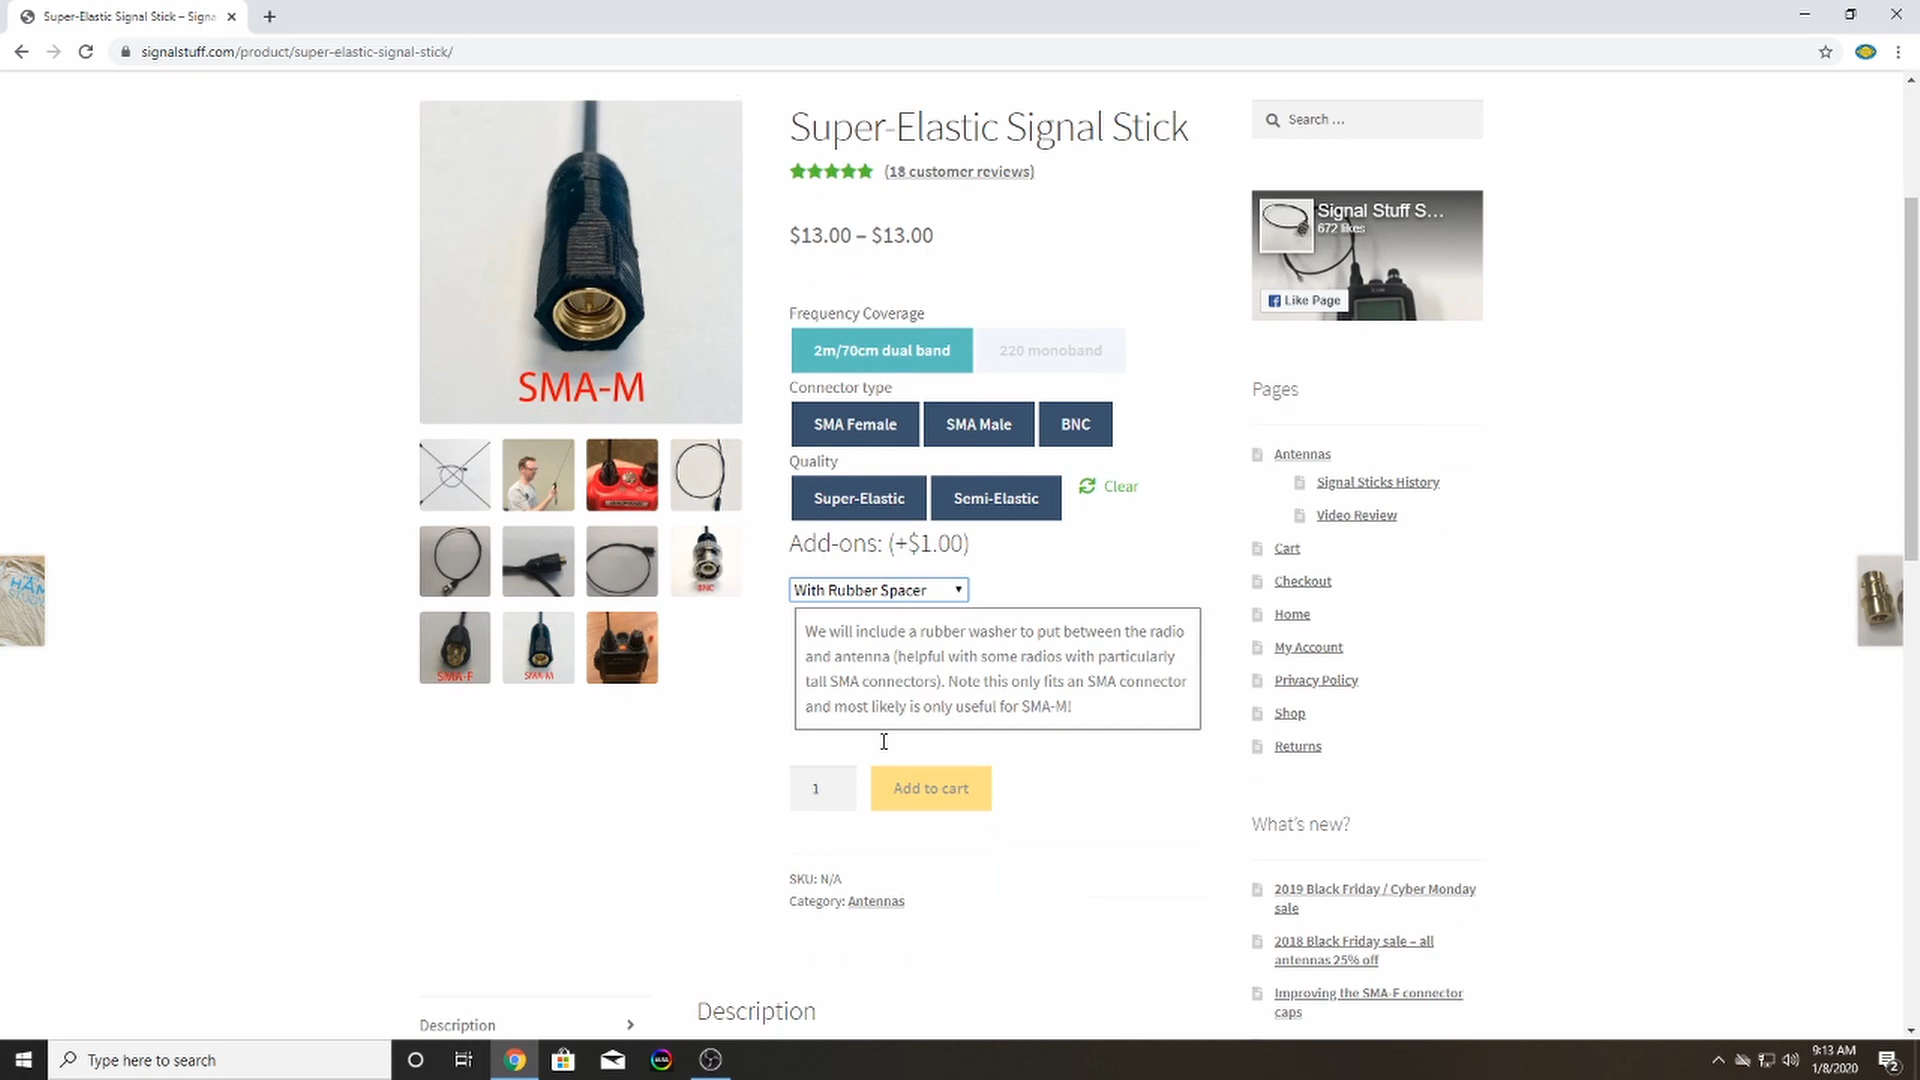 Super-Elastic Signal Stick – Signa
signalstuff.com/product/super-elastic-signal-stick/
SMA-M
BNC
SMA-F
SMA-M
Super-Elastic Signal Stick
(18 customer reviews)
$13.00 – $13.00
Frequency Coverage
2m/70cm dual band
220 monoband
Connector type
SMA Female
SMA Male
BNC
Quality
Super-Elastic
Semi-Elastic
Clear
Add-ons: (+$1.00)
With Rubber Spacer
We will include a rubber washer to put between the radio
and antenna (helpful with some radios with particularly
tall SMA connectors). Note this only fits an SMA connector
and most likely is only useful for SMA-M!
1
Add to cart
SKU: N/A
Category: Antennas
Description
Description
Search …
Signal Stuff S...
672 likes
Like Page
Pages
Antennas
Signal Sticks History
Video Review
Cart
Checkout
Home
My Account
Privacy Policy
Shop
Returns
What's new?
2019 Black Friday / Cyber Monday
sale
2018 Black Friday sale – all
antennas 25% off
Improving the SMA-F connector
caps
Type here to search
9:13 AM
1/8/2020
2